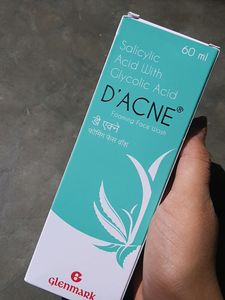 Salicylic
Acid With
Glycolic Acid
60 ml
D'ACNE®
Foaming Face Wash
डी एक्ने
फोमिंग फेस वॉश
G
Glenmark